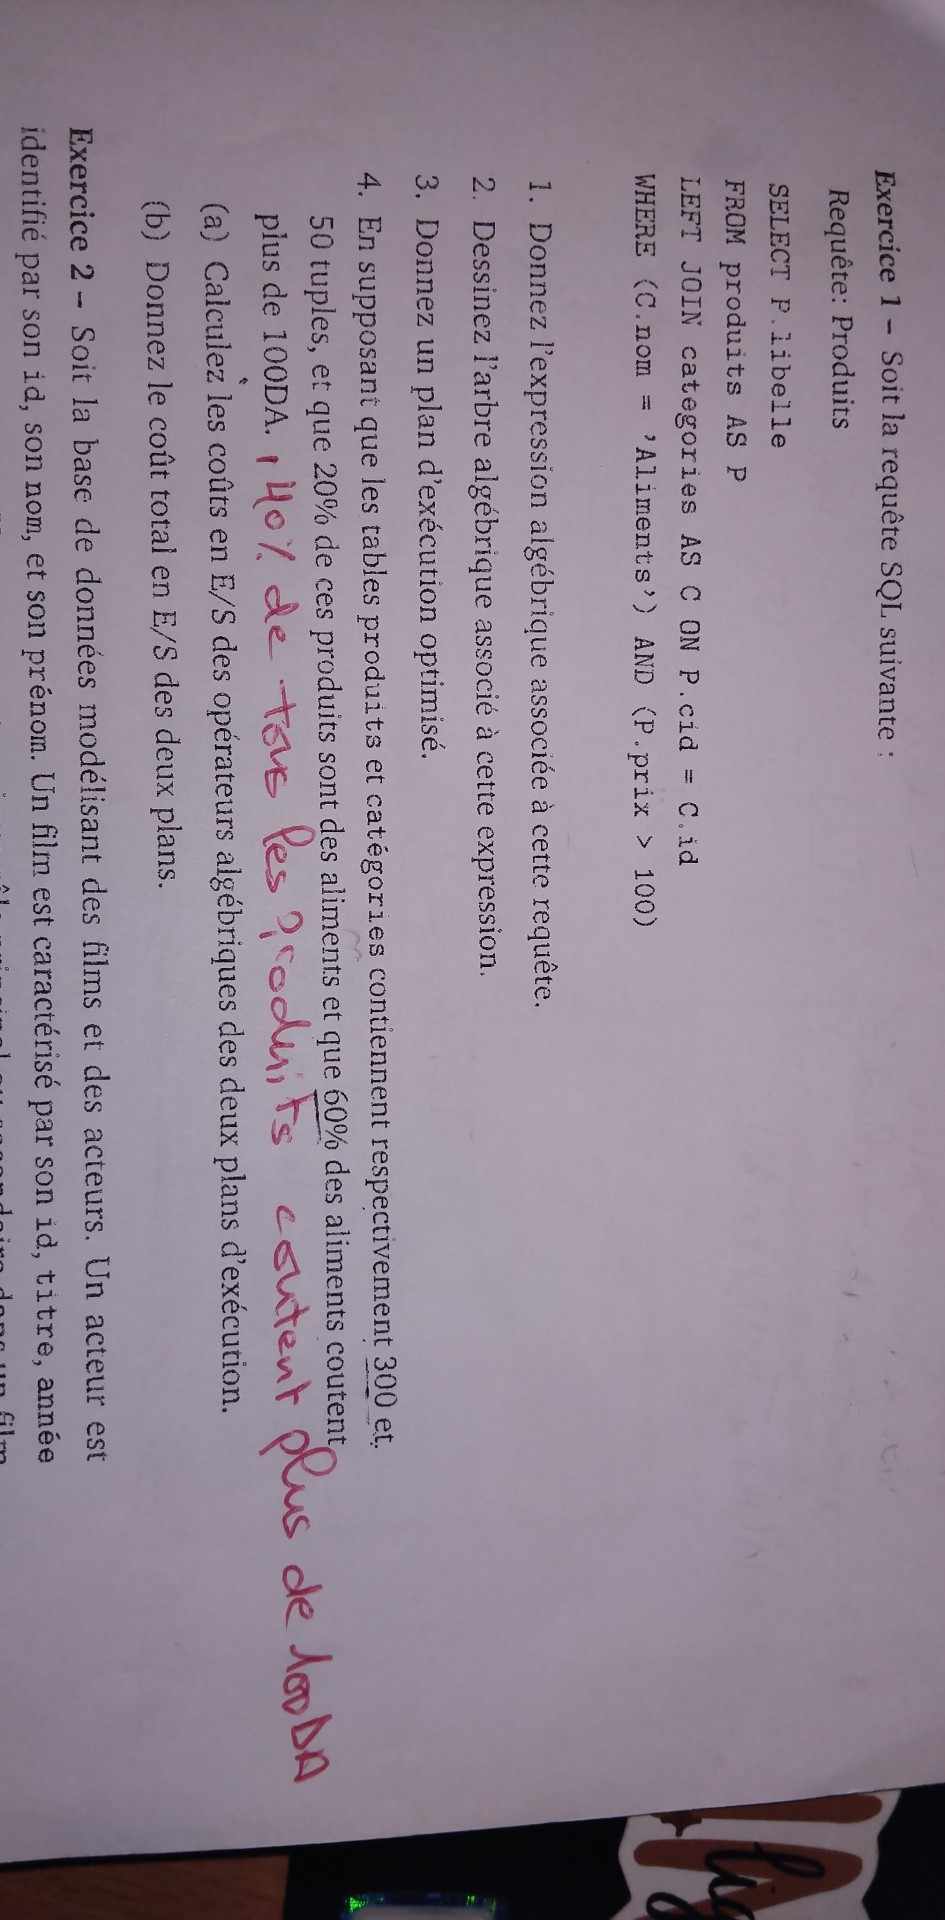 Exercice 1 – Soit la requête SQL suivante :
Requête: Produits
SELECT P.libelle
FROM produits AS P
LEFT JOIN categories AS C ON P.cid = C.id
WHERE (C.nom = ’Aliments’) AND (P.prix > 100)
1. Donnez l'expression algébrique associée à cette requête.
2. Dessinez l'arbre algébrique associé à cette expression.
3. Donnez un plan d'exécution optimisé.
4. En supposant que les tables produits et catégories contiennent respectivement 300 et
50 tuples, et que 20% de ces produits sont des aliments et que 60% des aliments coutent
plus de 100DA. , 40% de tous les Produits coutent plus de 100DA
(a) Calculez les coûts en E/S des opérateurs algébriques des deux plans d'exécution.
(b) Donnez le coût total en E/S des deux plans.
Exercice 2 – Soit la base de données modélisant des films et des acteurs. Un acteur est
identifié par son id, son nom, et son prénom. Un film est caractérisé par son id, titre, année
dans un film